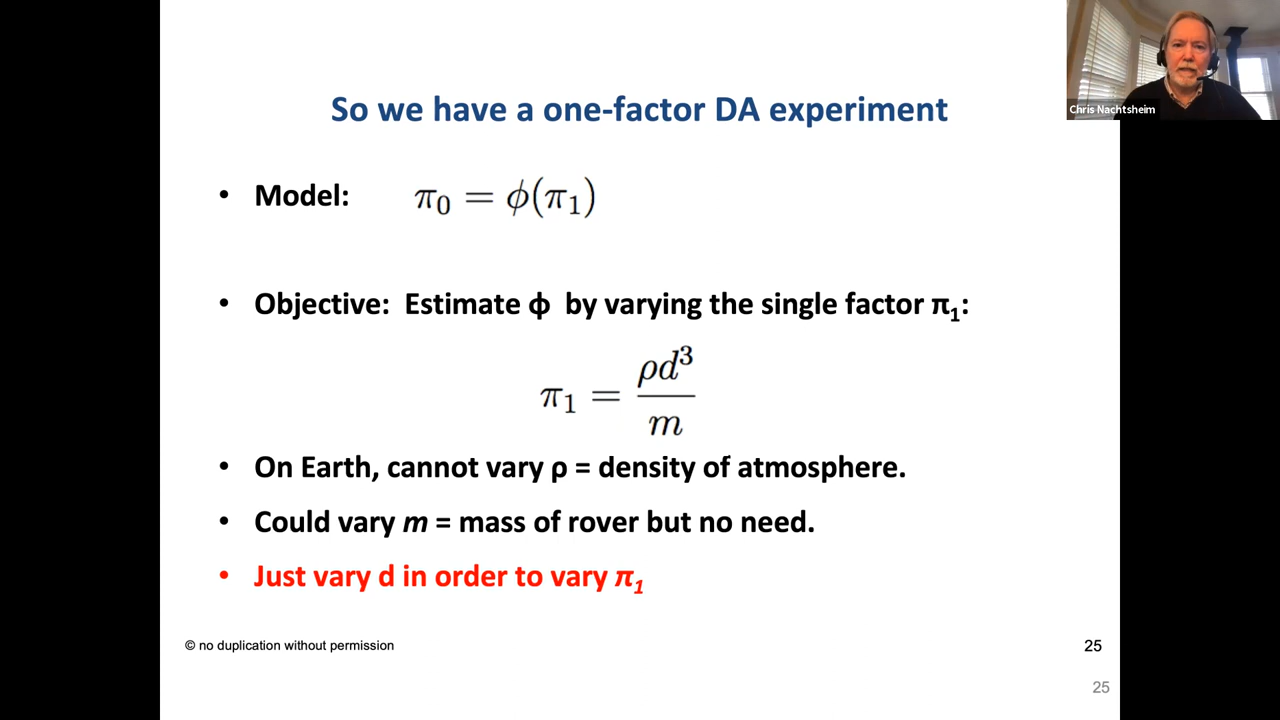 Chris Nachtsheim
So we have a one-factor DA experiment
• Model: π₀ = ϕ(π₁)
• Objective: Estimate ϕ by varying the single factor π₁:
π₁ = ρd³/m
• On Earth, cannot vary ρ = density of atmosphere.
• Could vary m = mass of rover but no need.
• Just vary d in order to vary π₁
© no duplication without permission
25
25